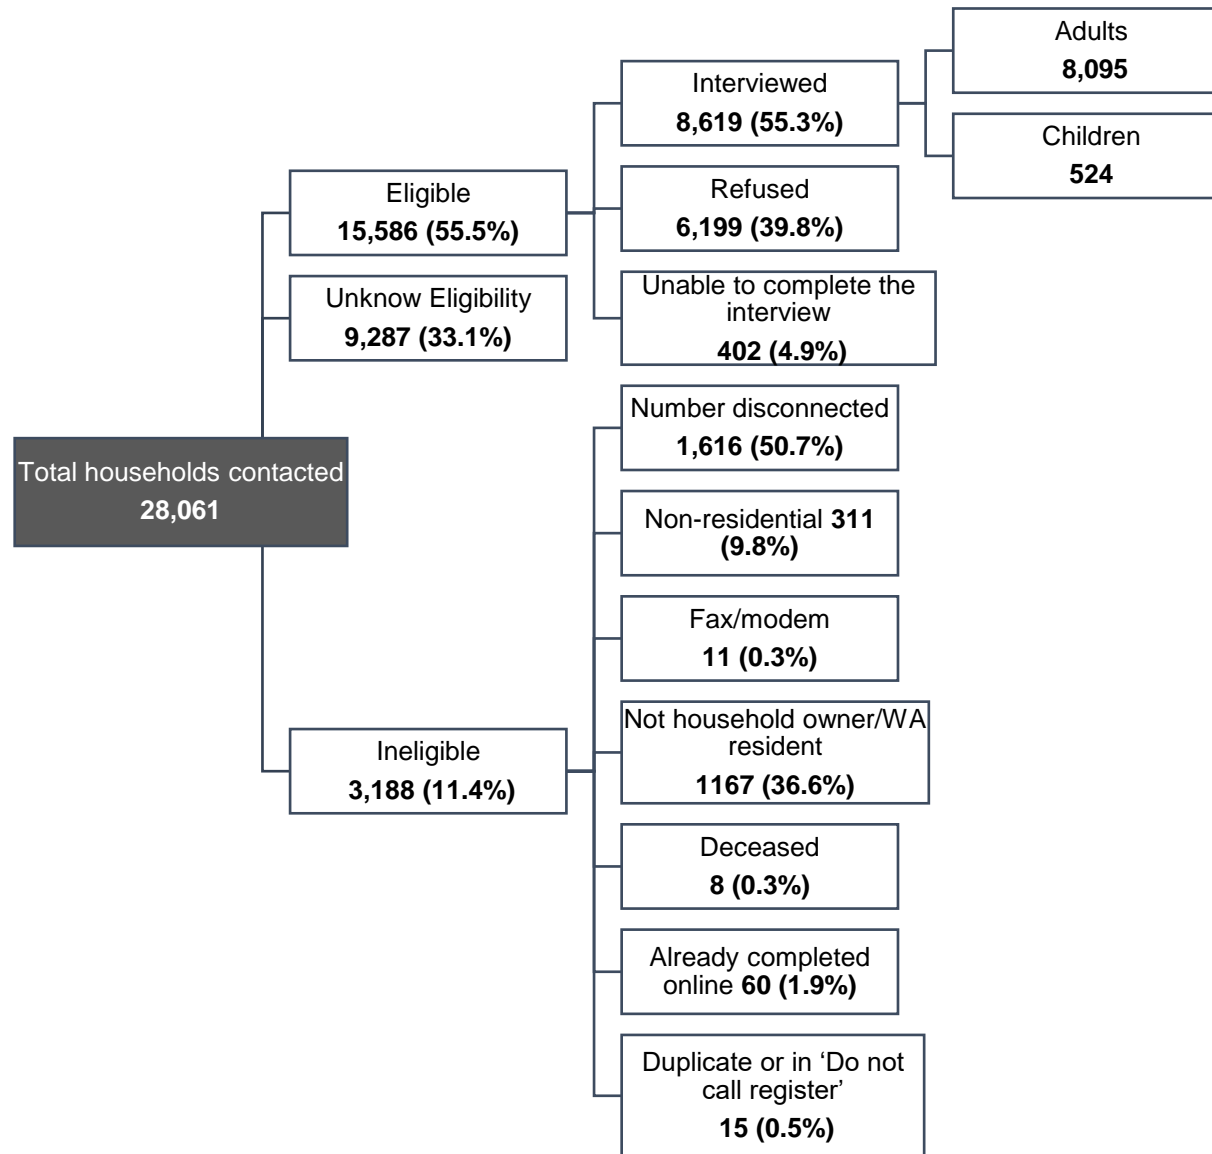 Total households contacted
28,061
Eligible
15,586 (55.5%)
Unknow Eligibility
9,287 (33.1%)
Ineligible
3,188 (11.4%)
Interviewed
8,619 (55.3%)
Refused
6,199 (39.8%)
Unable to complete the
interview
402 (4.9%)
Adults
8,095
Children
524
Number disconnected
1,616 (50.7%)
Non-residential 311
(9.8%)
Fax/modem
11 (0.3%)
Not household owner/WA
resident
1167 (36.6%)
Deceased
8 (0.3%)
Already completed
online 60 (1.9%)
Duplicate or in ‘Do not
call register’
15 (0.5%)